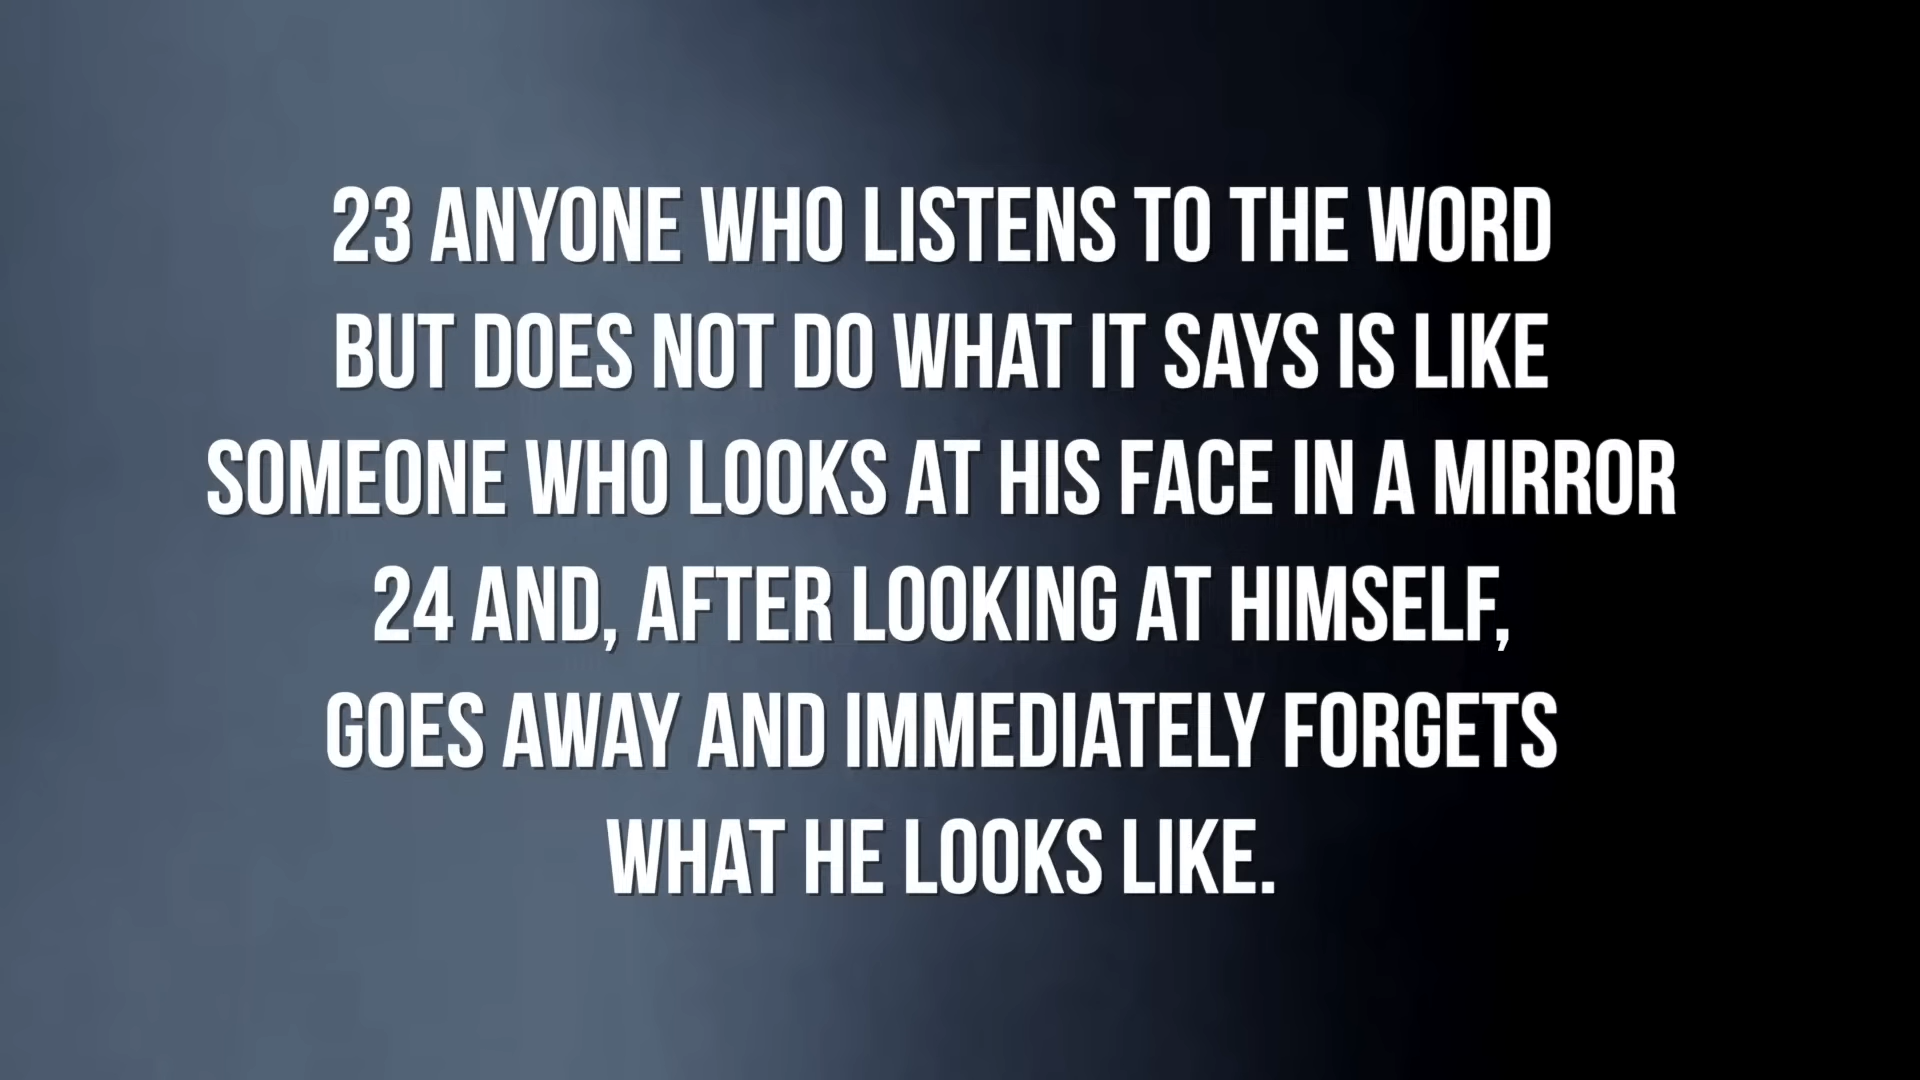 23 ANYONE WHO LISTENS TO THE WORD
BUT DOES NOT DO WHAT IT SAYS IS LIKE
SOMEONE WHO LOOKS AT HIS FACE IN A MIRROR
24 AND, AFTER LOOKING AT HIMSELF,
GOES AWAY AND IMMEDIATELY FORGETS
WHAT HE LOOKS LIKE.